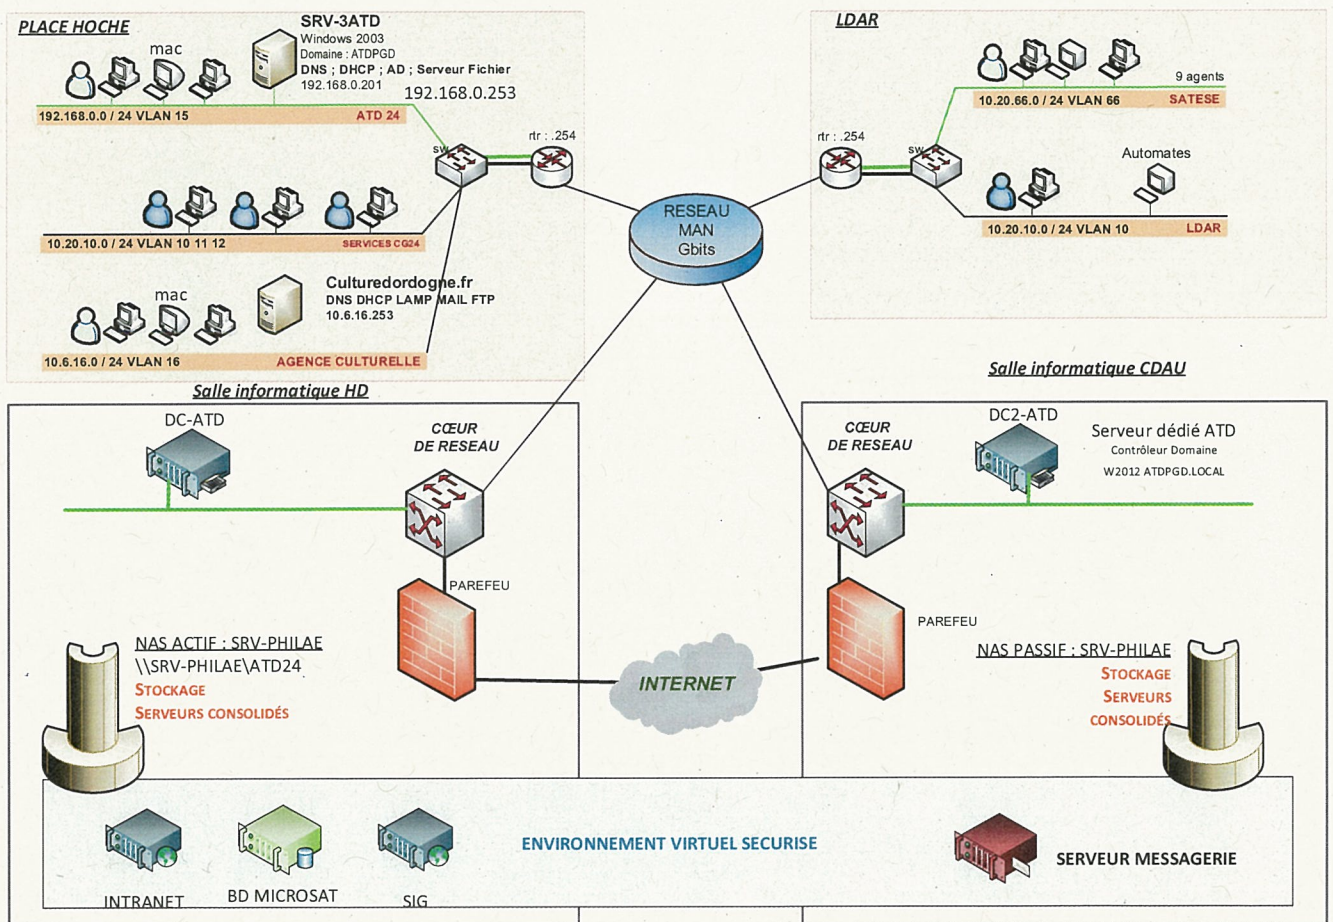 PLACE HOCHE
mac
SRV-3ATD
Windows 2003
Domaine : ATDPGD
DNS ; DHCP ; AD ; Serveur Fichier
192.168.0.201
192.168.0.253
192.168.0.0 / 24 VLAN 15
ATD 24
sw
rtr : .254
10.20.10.0 / 24 VLAN 10 11 12
SERVICES CG24
mac
Culturedordogne.fr
DNS DHCP LAMP MAIL FTP
10.6.16.253
10.6.16.0 / 24 VLAN 16
AGENCE CULTURELLE
RESEAU
MAN
Gbits
LDAR
9 agents
10.20.66.0 / 24 VLAN 66
SATESE
rtr : .254
sw
Automates
10.20.10.0 / 24 VLAN 10
LDAR
Salle informatique HD
DC-ATD
CŒUR
DE RESEAU
PAREFEU
NAS ACTIF : SRV-PHILAE
\\SRV-PHILAE\ATD24
STOCKAGE
SERVEURS CONSOLIDÉS
INTERNET
Salle informatique CDAU
CŒUR
DE RESEAU
DC2-ATD
Serveur dédié ATD
Contrôleur Domaine
W2012 ATDPGD.LOCAL
PAREFEU
NAS PASSIF : SRV-PHILAE
STOCKAGE
SERVEURS
CONSOLIDÉS
INTRANET
BD MICROSAT
SIG
ENVIRONNEMENT VIRTUEL SECURISE
SERVEUR MESSAGERIE